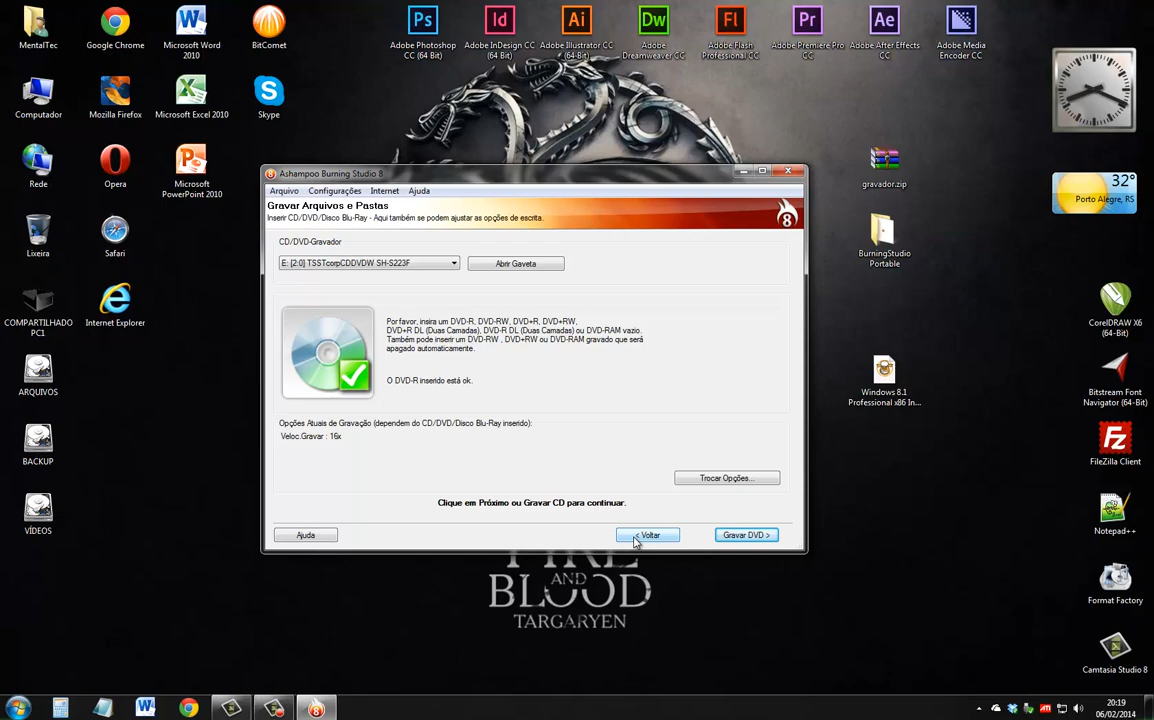 MentalTec
Google Chrome
Microsoft Word
2010
BitComet
Ps
Adobe Photoshop
CC (64 Bit)
Id
Adobe InDesign CC
(64 Bit)
Ai
Adobe Illustrator CC
(64-Bit)
Dw
Adobe
Dreamweaver CC
Fl
Adobe Flash
Professional CC
Pr
Adobe Premiere Pro
CC
Ae
Adobe After Effects
CC
Adobe Media
Encoder CC
Computador
Mozilla Firefox
Microsoft Excel 2010
Skype
Rede
Opera
Microsoft
PowerPoint 2010
gravador.zip
32°
Porto Alegre, RS
Lixeira
Safari
BurningStudio
Portable
COMPARTILHADO
PC1
Internet Explorer
CorelDRAW X6
(64-Bit)
ARQUIVOS
Windows 8.1
Professional x86 In...
Bitstream Font
Navigator (64-Bit)
BACKUP
FileZilla Client
VÍDEOS
Notepad++
Format Factory
Camtasia Studio 8
Ashampoo Burning Studio 8
Arquivo Configurações Internet Ajuda
Gravar Arquivos e Pastas
Inserir CD/DVD/Disco Blu-Ray - Aqui também se podem ajustar as opções de escrita.
8
CD/DVD-Gravador
E: [2:0] TSSTcorpCDDVDW SH-S223F
Abrir Gaveta
Por favor, insira um DVD-R, DVD-RW, DVD+R, DVD+RW,
DVD+R DL (Duas Camadas), DVD-R DL (Duas Camadas) ou DVD-RAM vazio.
Também pode inserir um DVD-RW , DVD+RW ou DVD-RAM gravado que será
apagado automaticamente.
O DVD-R inserido está ok.
Opções Atuais de Gravação (dependem do CD/DVD/Disco Blu-Ray inserido):
Veloc.Gravar : 16x
Trocar Opções...
Clique em Próximo ou Gravar CD para continuar.
Ajuda
< Voltar
Gravar DVD >
FIRE
AND
BLOOD
TARGARYEN
20:19
06/02/2014